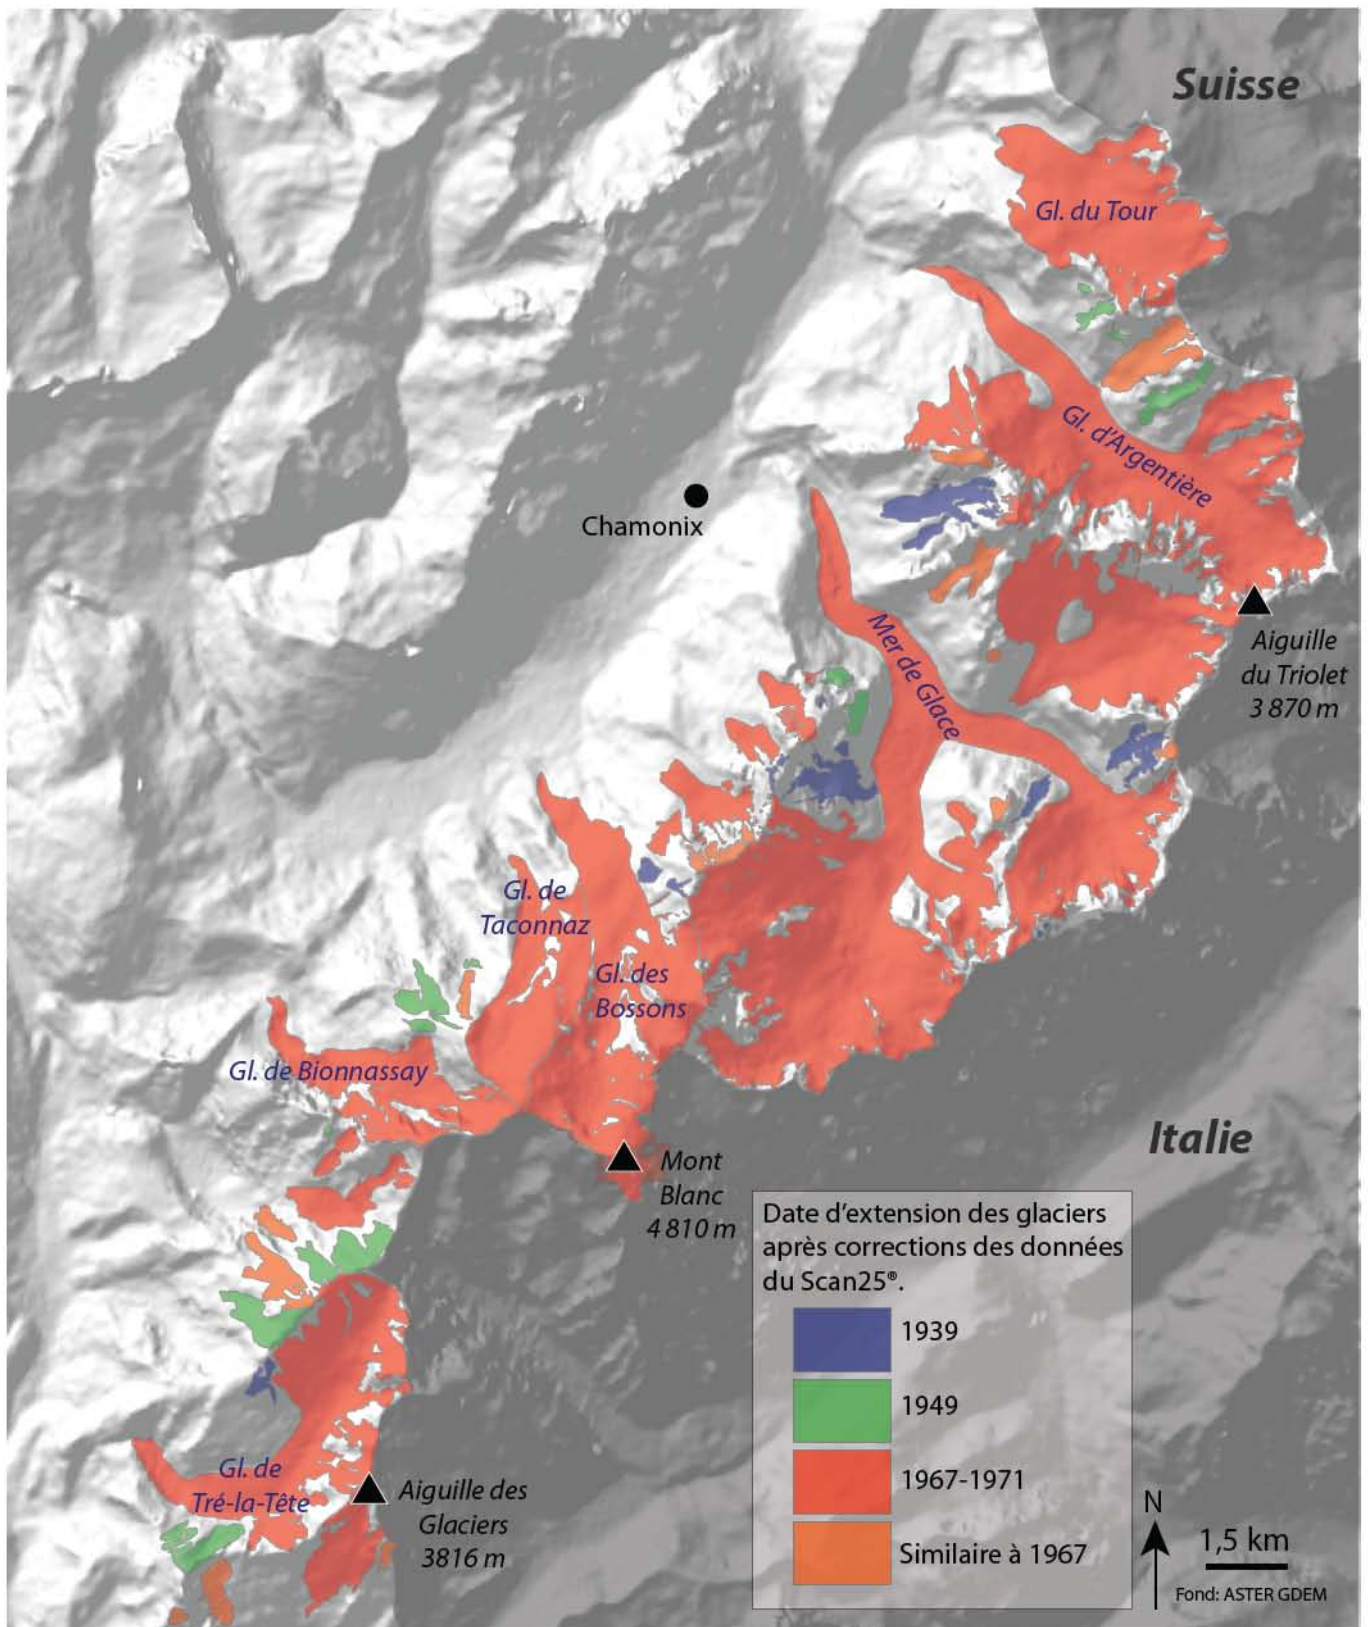 Suisse
Gl. du Tour
Gl. d'Argentière
Chamonix
Mer de Glace
Aiguille
du Triolet
3 870 m
Gl. de
Taconnaz
Gl. des
Bossons
Gl. de Bionnassay
Italie
Mont
Blanc
4 810 m
Gl. de
Tré-la-Tête
Aiguille des
Glaciers
3816 m
Date d'extension des glaciers
après corrections des données
du Scan25®.
1939
1949
1967-1971
Similaire à 1967
N
1,5 km
Fond: ASTER GDEM